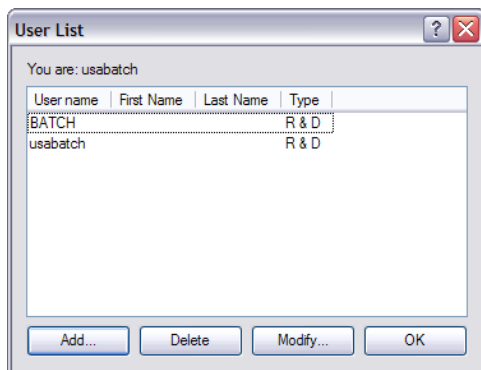 User List
You are: usabatch
User name First Name Last Name Type
BATCH R & D
usabatch R & D
Add... Delete Modify... OK